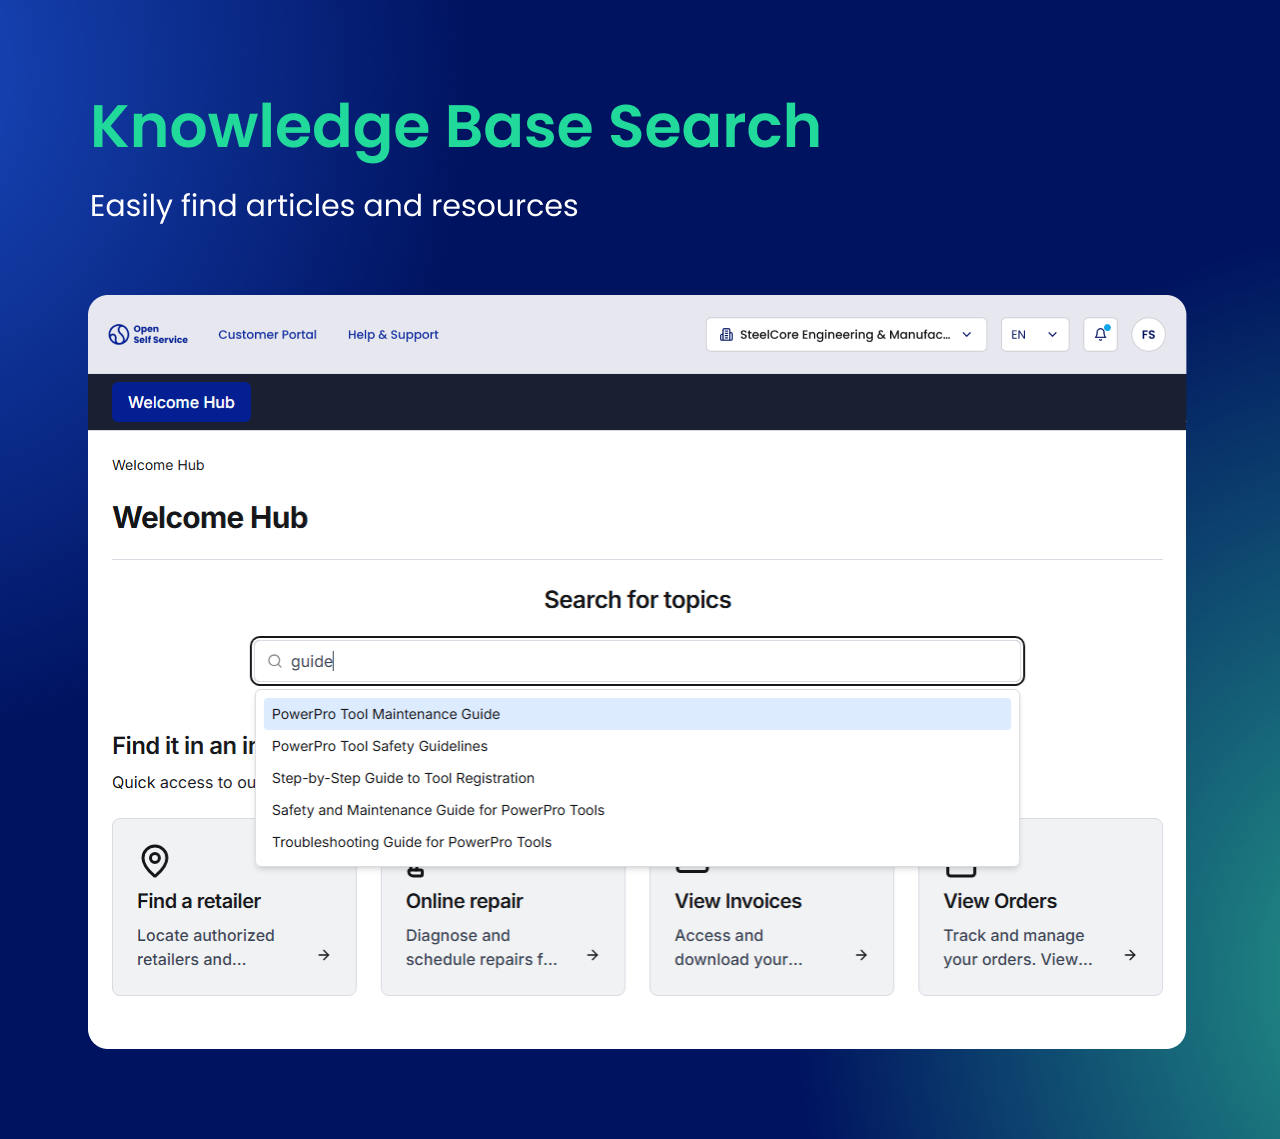 Knowledge Base Search
Easily find articles and resources
Open
Self Service
Customer Portal
Help & Support
SteelCore Engineering & Manufac...
EN
FS
Welcome Hub
Welcome Hub
Welcome Hub
Search for topics
guide
PowerPro Tool Maintenance Guide
PowerPro Tool Safety Guidelines
Step-by-Step Guide to Tool Registration
Safety and Maintenance Guide for PowerPro Tools
Troubleshooting Guide for PowerPro Tools
Find it in an
Quick access to
Find a retailer
Locate authorized
retailers and...
Online repair
Diagnose and
schedule repairs f...
View Invoices
Access and
download your...
View Orders
Track and manage
your orders. View...